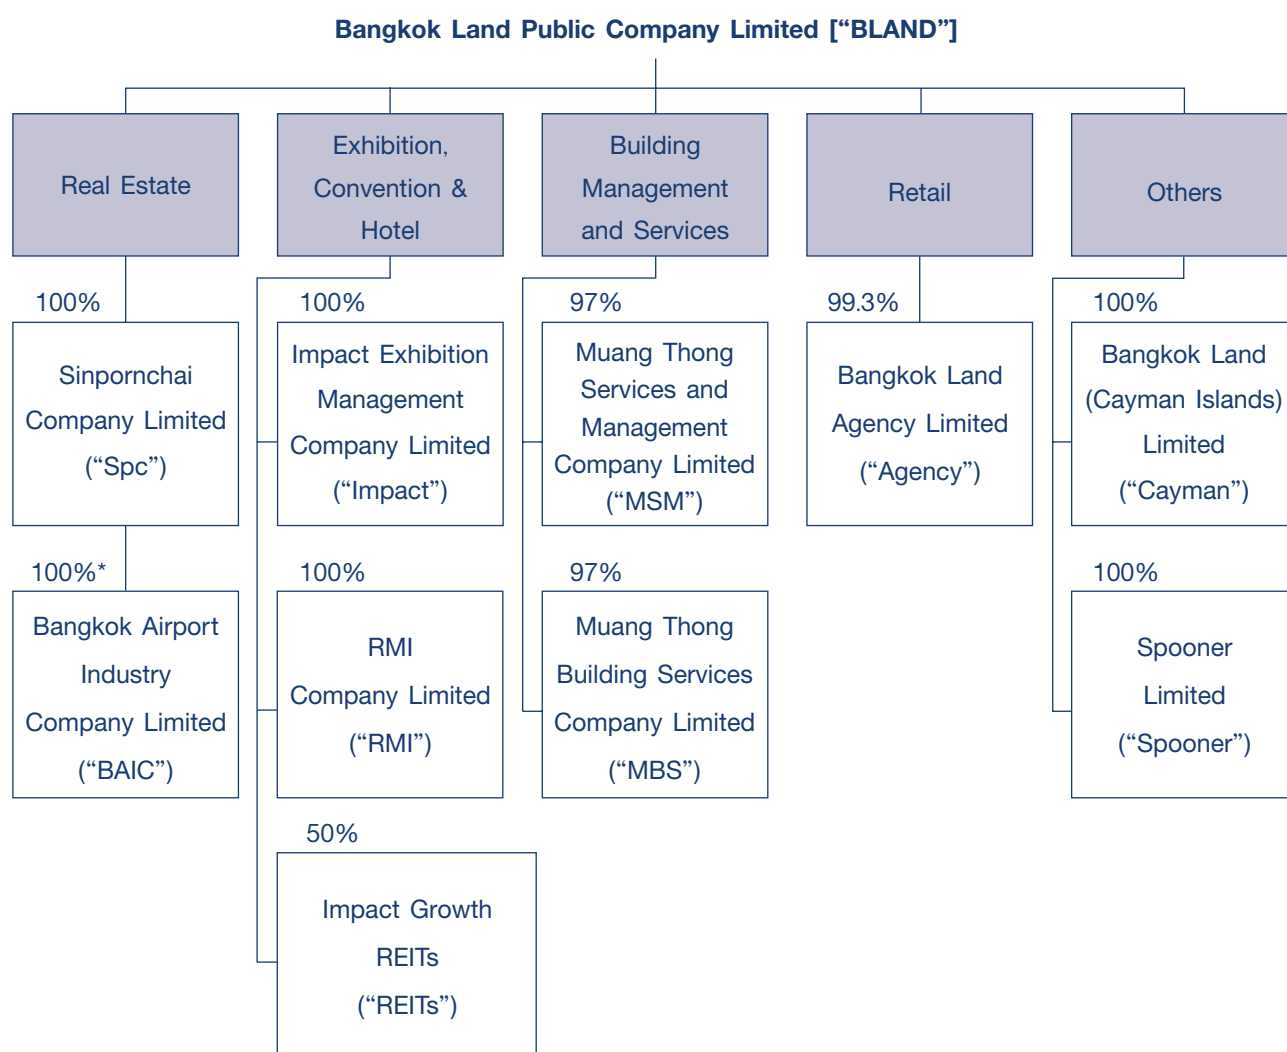 Bangkok Land Public Company Limited [“BLAND”]
Real Estate
Exhibition,
Convention &
Hotel
Building
Management
and Services
Retail
Others
100%
Sinpornchai
Company Limited
(“Spc”)
100%*
Bangkok Airport
Industry
Company Limited
(“BAIC”)
100%
Impact Exhibition
Management
Company Limited
(“Impact”)
100%
RMI
Company Limited
(“RMI”)
50%
Impact Growth
REITs
(“REITs”)
97%
Muang Thong
Services and
Management
Company Limited
(“MSM”)
97%
Muang Thong
Building Services
Company Limited
(“MBS”)
99.3%
Bangkok Land
Agency Limited
(“Agency”)
100%
Bangkok Land
(Cayman Islands)
Limited
(“Cayman”)
100%
Spooner
Limited
(“Spooner”)